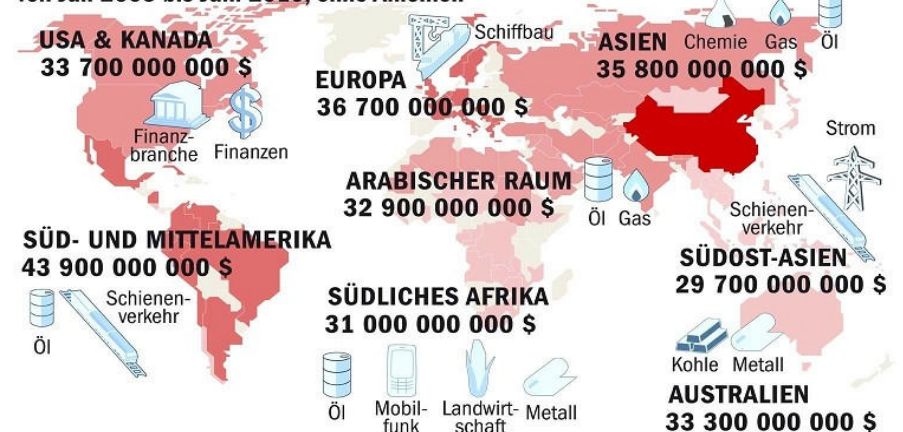 USA & KANADA
33 700 000 000 $
Finanz-
branche
Finanzen
Schiffbau
EUROPA
36 700 000 000 $
ASIEN
Chemie
Gas
Öl
35 800 000 000 $
ARABISCHER RAUM
32 900 000 000 $
Öl
Gas
Strom
Schienen-
verkehr
SÜDOST-ASIEN
29 700 000 000 $
SÜD- UND MITTELAMERIKA
43 900 000 000 $
Öl
Schienen-
verkehr
SÜDLICHES AFRIKA
31 000 000 000 $
Öl
Mobil-
funk
Landwirt-
schaft
Metall
Kohle
Metall
AUSTRALIEN
33 300 000 000 $